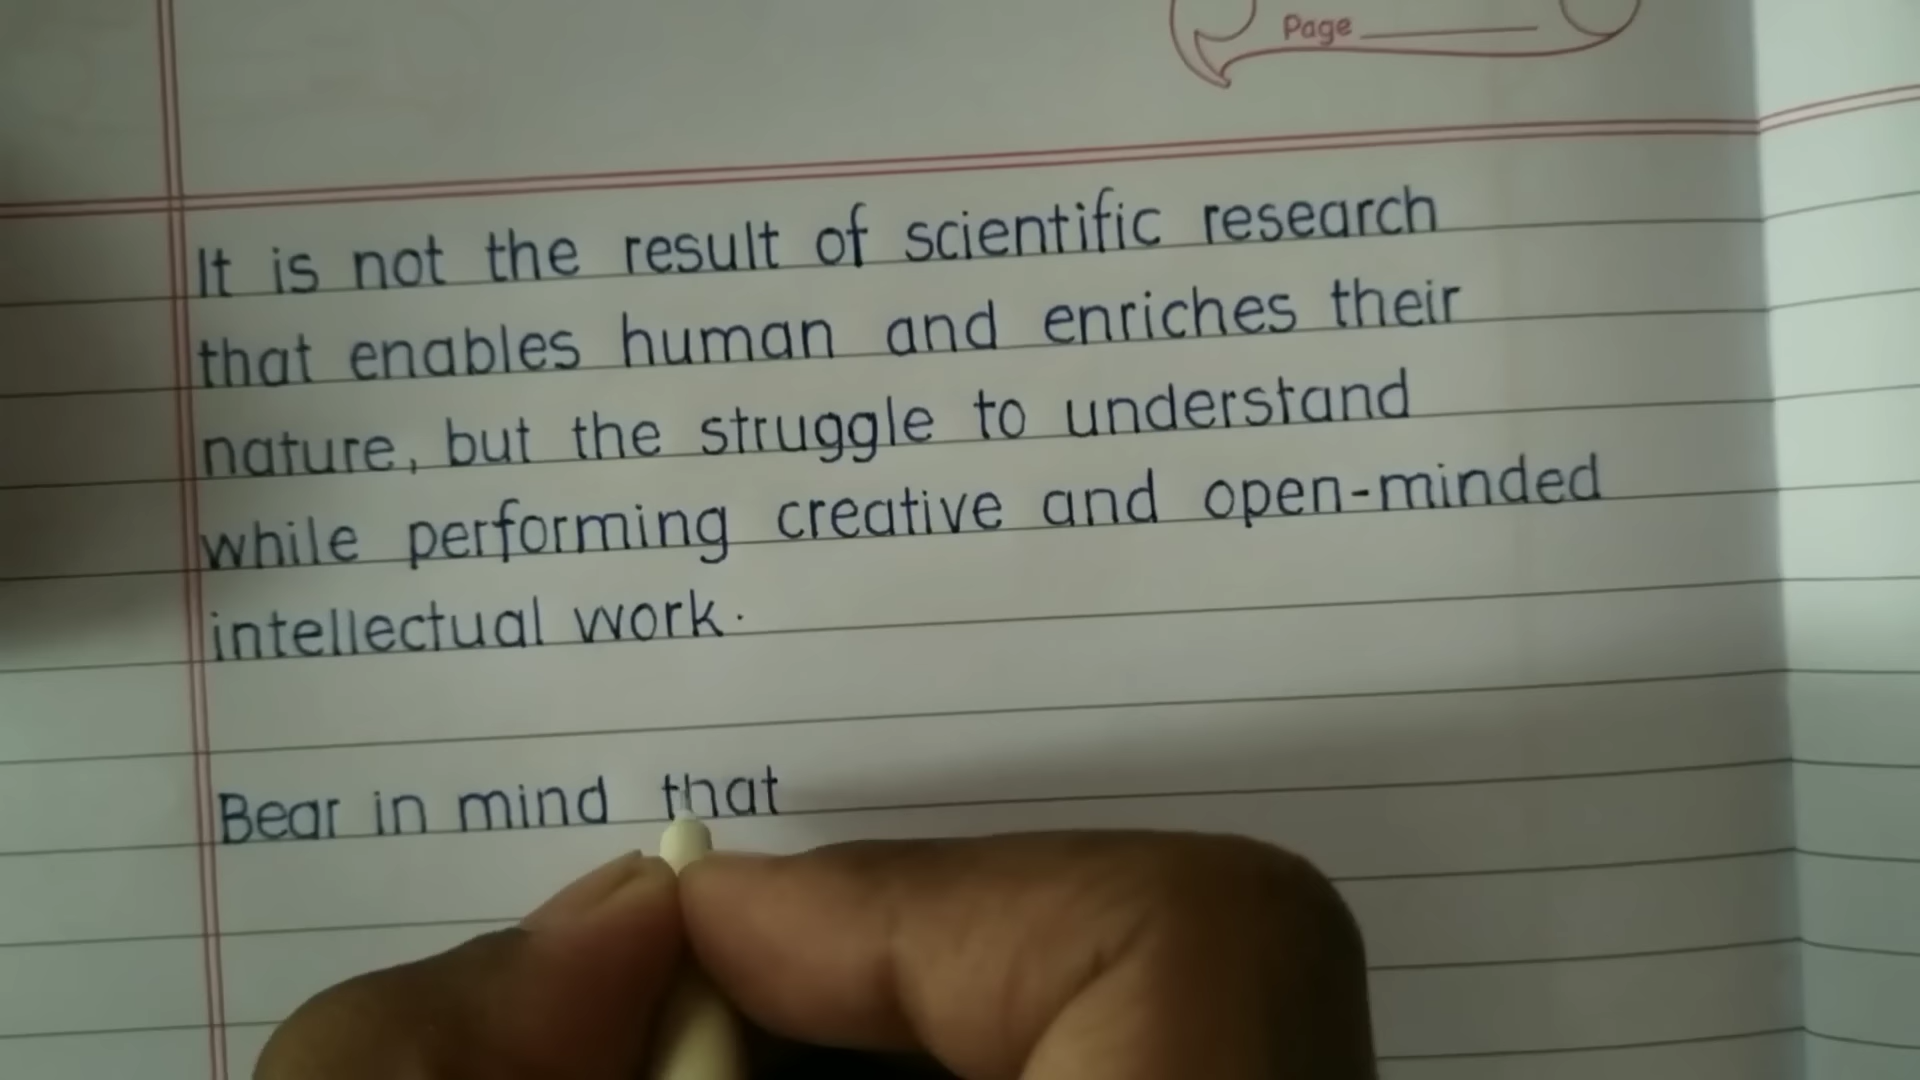 Page
It is not the result of scientific research
that enables human and enriches their
nature, but the struggle to understand
while performing creative and open-minded
intellectual work.
Bear in mind that